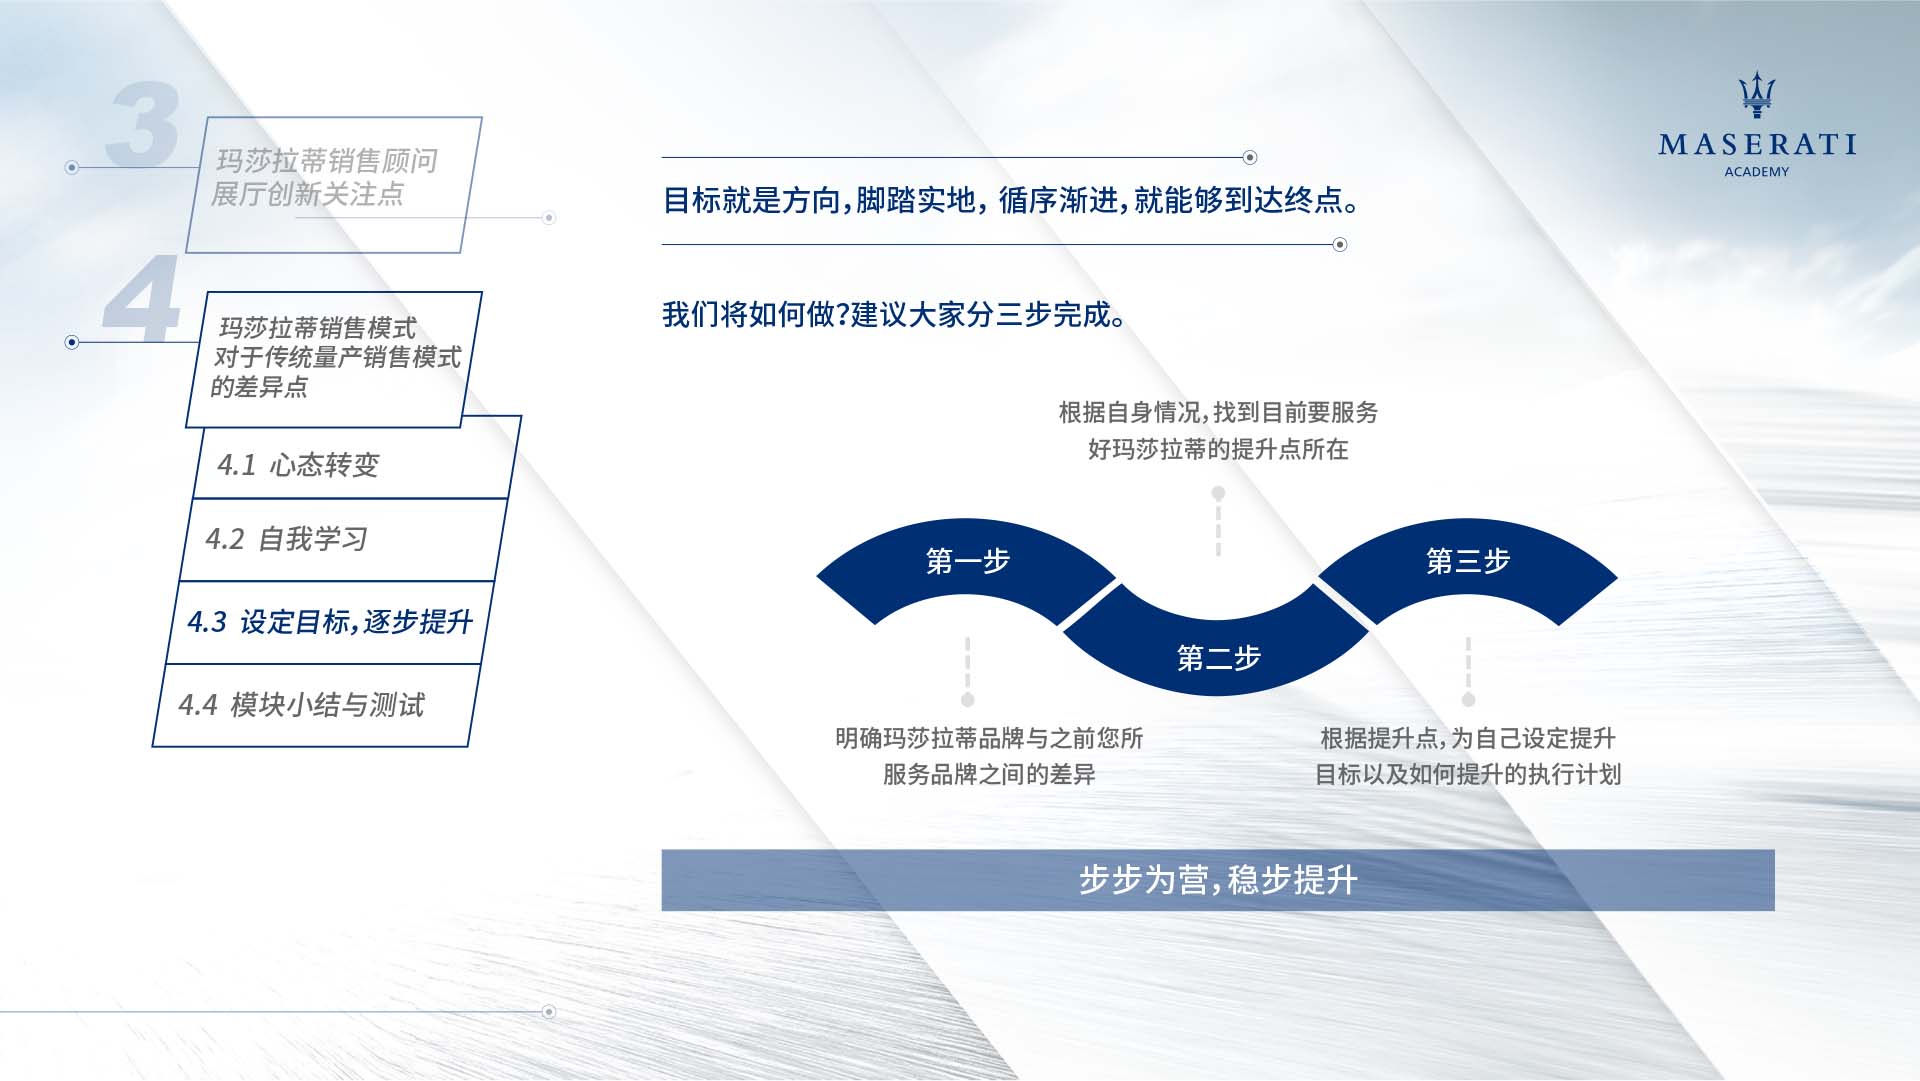 3
玛莎拉蒂销售顾问
展厅创新关注点
4
玛莎拉蒂销售模式
对于传统量产销售模式
的差异点
4.1 心态转变
4.2 自我学习
4.3 设定目标，逐步提升
4.4 模块小结与测试
MASERATI
ACADEMY
目标就是方向，脚踏实地，循序渐进，就能够到达终点。
我们将如何做？建议大家分三步完成。
根据自身情况，找到目前要服务
好玛莎拉蒂的提升点所在
第一步
第二步
第三步
明确玛莎拉蒂品牌与之前您所
服务品牌之间的差异
根据提升点，为自己设定提升
目标以及如何提升的执行计划
步步为营，稳步提升